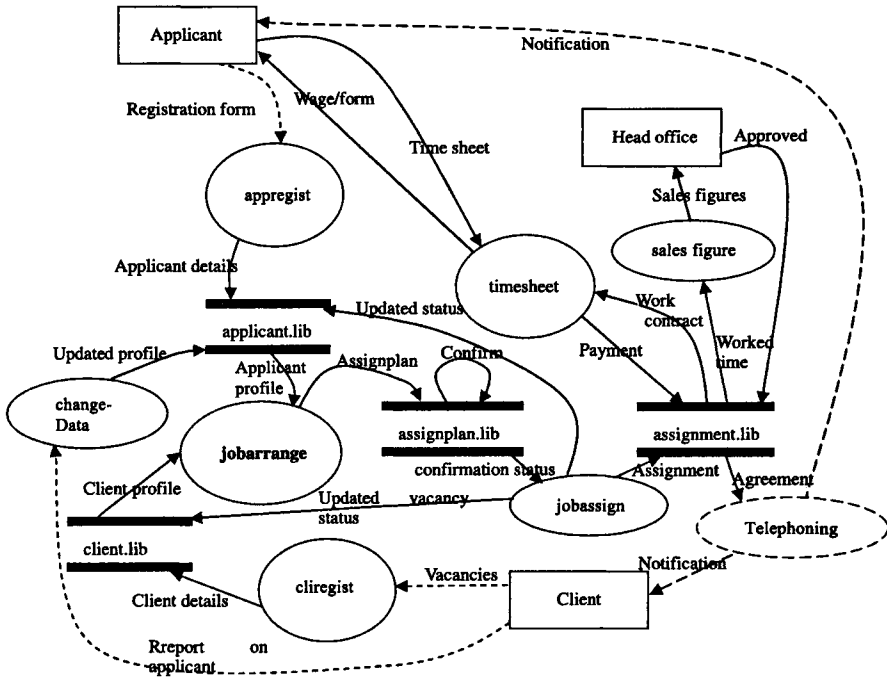 Applicant
Notification
Registration form
Wage/form
Head office
Approved
Time sheet
Sales figures
appregist
sales figure
Applicant details
timesheet
Updated status
Work
contract
applicant.lib
Worked
time
Updated profile
Applicant
profile
Assignplan
Confirm
Payment
change-
Data
assignplan.lib
assignment.lib
jobarrange
confirmation status
Assignment
Agreement
Client profile
Updated vacancy
status
jobassign
Telephoning
client.lib
cliregist
Vacancies
Notification
Client details
Client
Rreport on
applicant